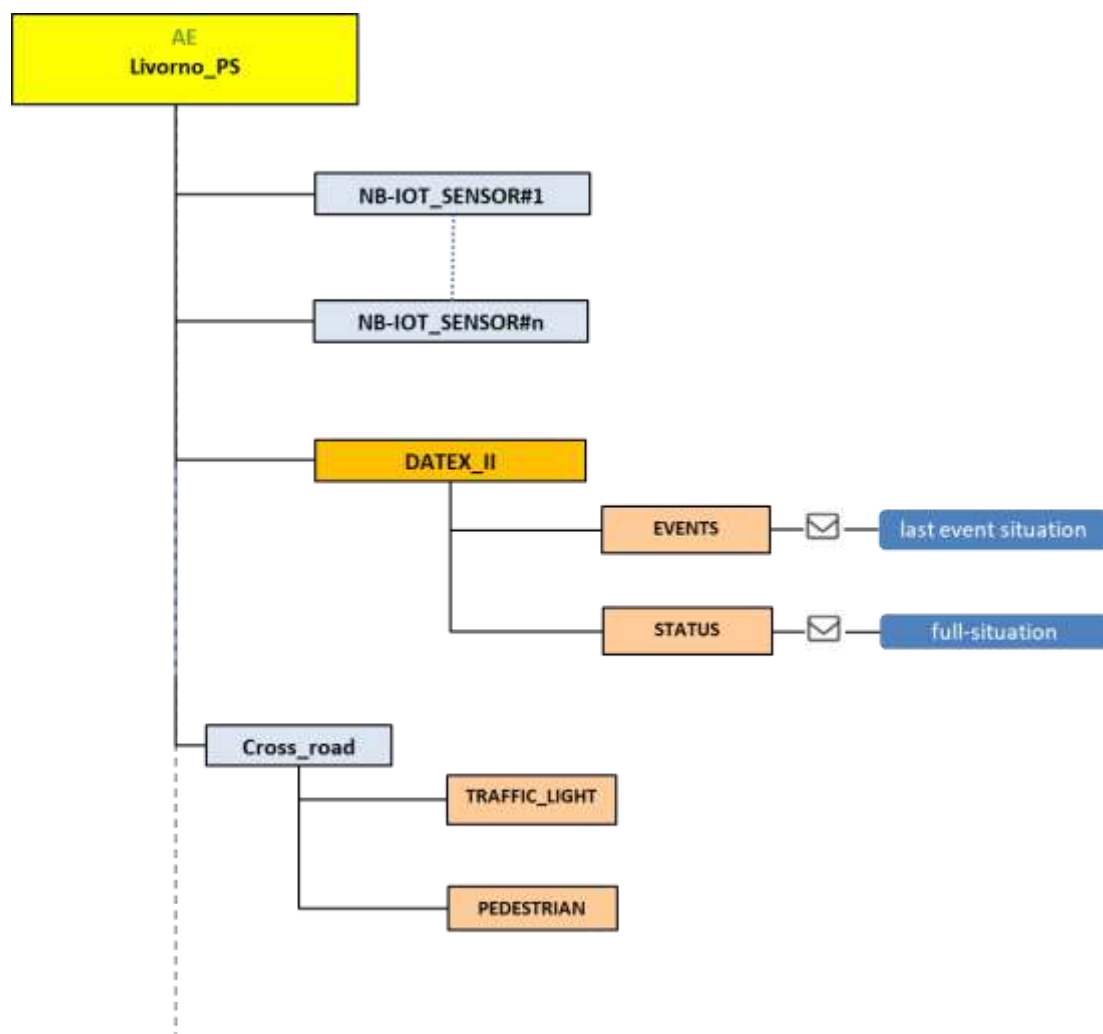 AE
Livorno_PS
NB-IOT_SENSOR#1
NB-IOT_SENSOR#n
DATEX_II
EVENTS
last event situation
STATUS
full-situation
Cross_road
TRAFFIC_LIGHT
PEDESTRIAN